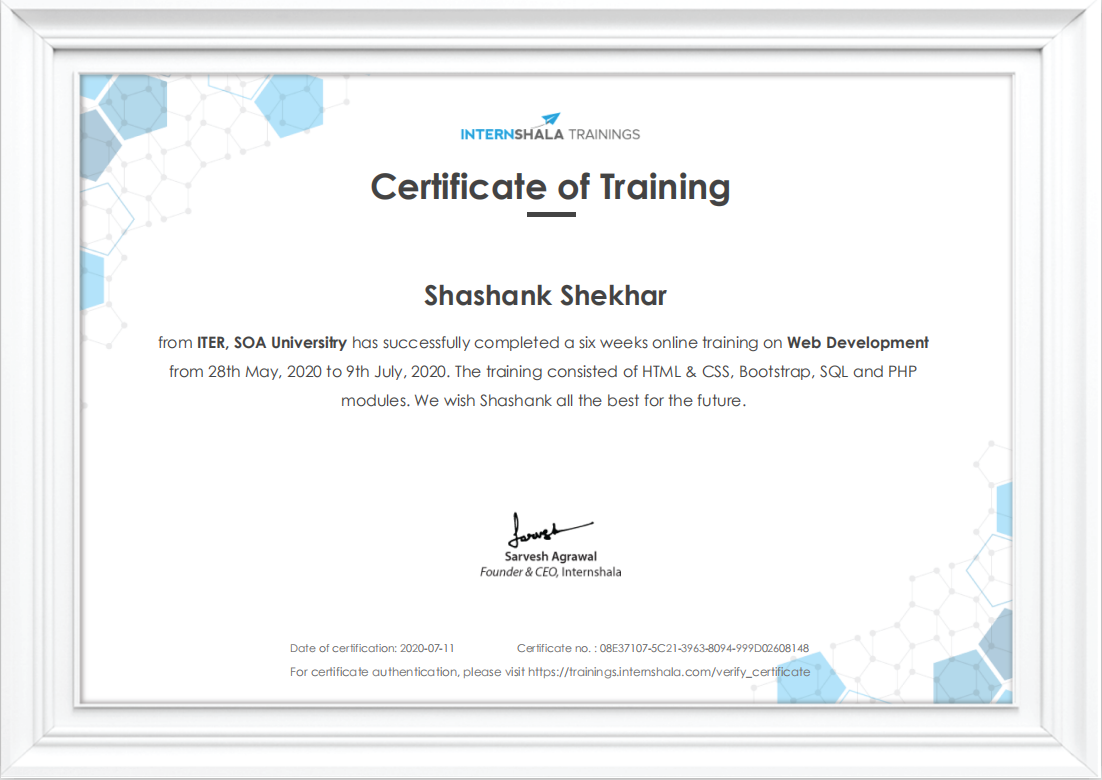 INTERNSHALA TRAININGS
Certificate of Training
Shashank Shekhar
from ITER, SOA Universitry has successfully completed a six weeks online training on Web Development
from 28th May, 2020 to 9th July, 2020. The training consisted of HTML & CSS, Bootstrap, SQL and PHP
modules. We wish Shashank all the best for the future.
Sarvesh
Sarvesh Agrawal
Founder & CEO, Internshala
Date of certification: 2020-07-11 Certificate no. : 08E37107-5C21-3963-8094-999D02608148
For certificate authentication, please visit https://trainings.internshala.com/verify_certificate